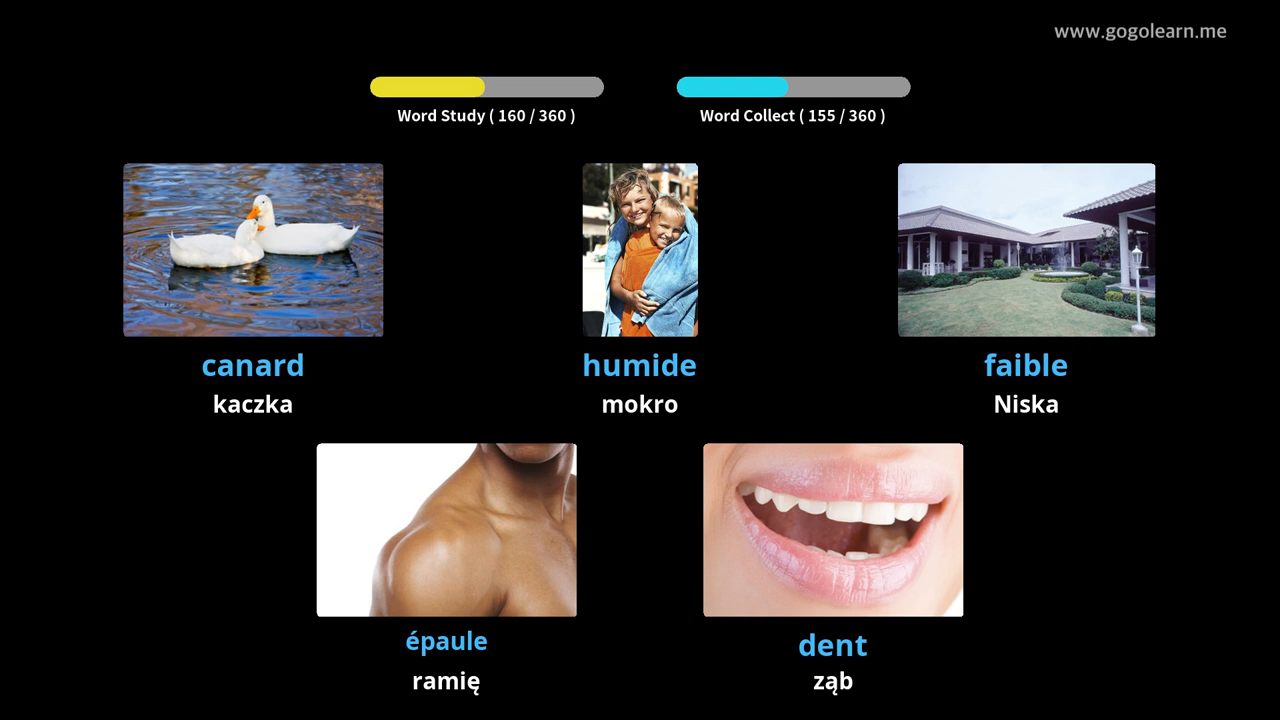 www.gogolearn.me
Word Study ( 160 / 360 )
Word Collect ( 155 / 360 )
canard
kaczka
humide
mokro
faible
Niska
épaule
ramię
dent
ząb